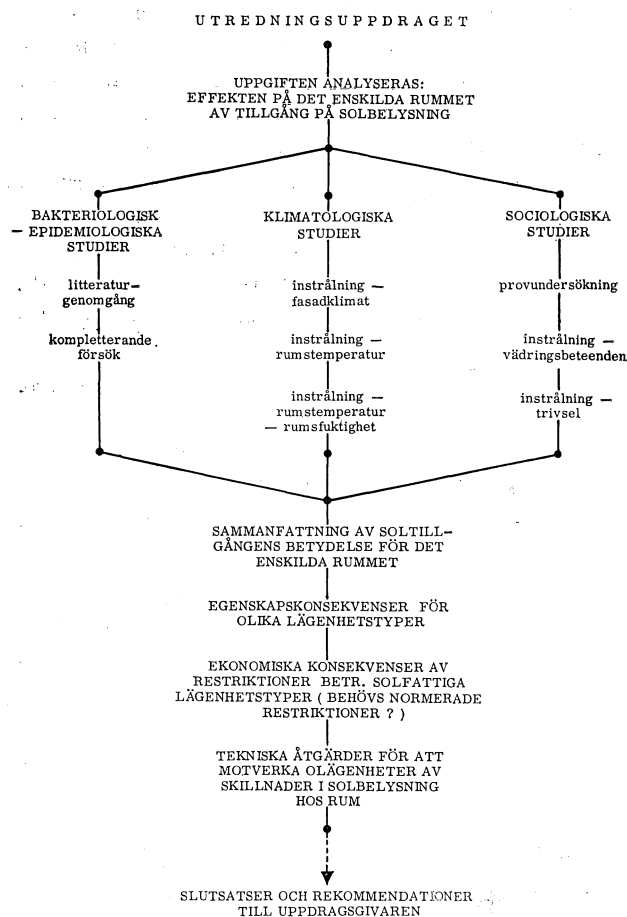 UTREDNINGSUPPDRAGET
UPPGIFTEN ANALYSERAS:
EFFEKTEN PÅ DET ENSKILDA RUMMET
AV TILLGÅNG PÅ SOLBELYSNING
BAKTERIOLOGISK
— EPIDEMIOLOGISKA
STUDIER
litteratur—
genomgång
kompletterande
försök
KLIMATOLOGISKA
STUDIER
instrålning —
fasadklimat
instrålning —
rumstemperatur
instrålning —
rumstemperatur
— rumsfuktighet
SOCIOLOGISKA
STUDIER
provundersökning
instrålning —
vädringsbeteenden
instrålning —
trivsel
SAMMANFATTNING AV SOLTILL—
GÅNGENS BETYDELSE FÖR DET
ENSKILDA RUMMET
EGENSKAPSKONSEKVENSER FÖR
OLIKA LÄGENHETSTYPER
EKONOMISKA KONSEKVENSER AV
RESTRIKTIONER BETR. SOLFATTIGA
LÄGENHETSTYPER ( BEHÖVS NORMERADE
RESTRIKTIONER ? )
TEKNISKA ÅTGÄRDER FÖR ATT
MOTVERKA OLÄGENHETER AV
SKILLNADER I SOLBELYSNING
HOS RUM
SLUTSATSER OCH REKOMMENDATIONER
TILL UPPDRAGSGIVAREN